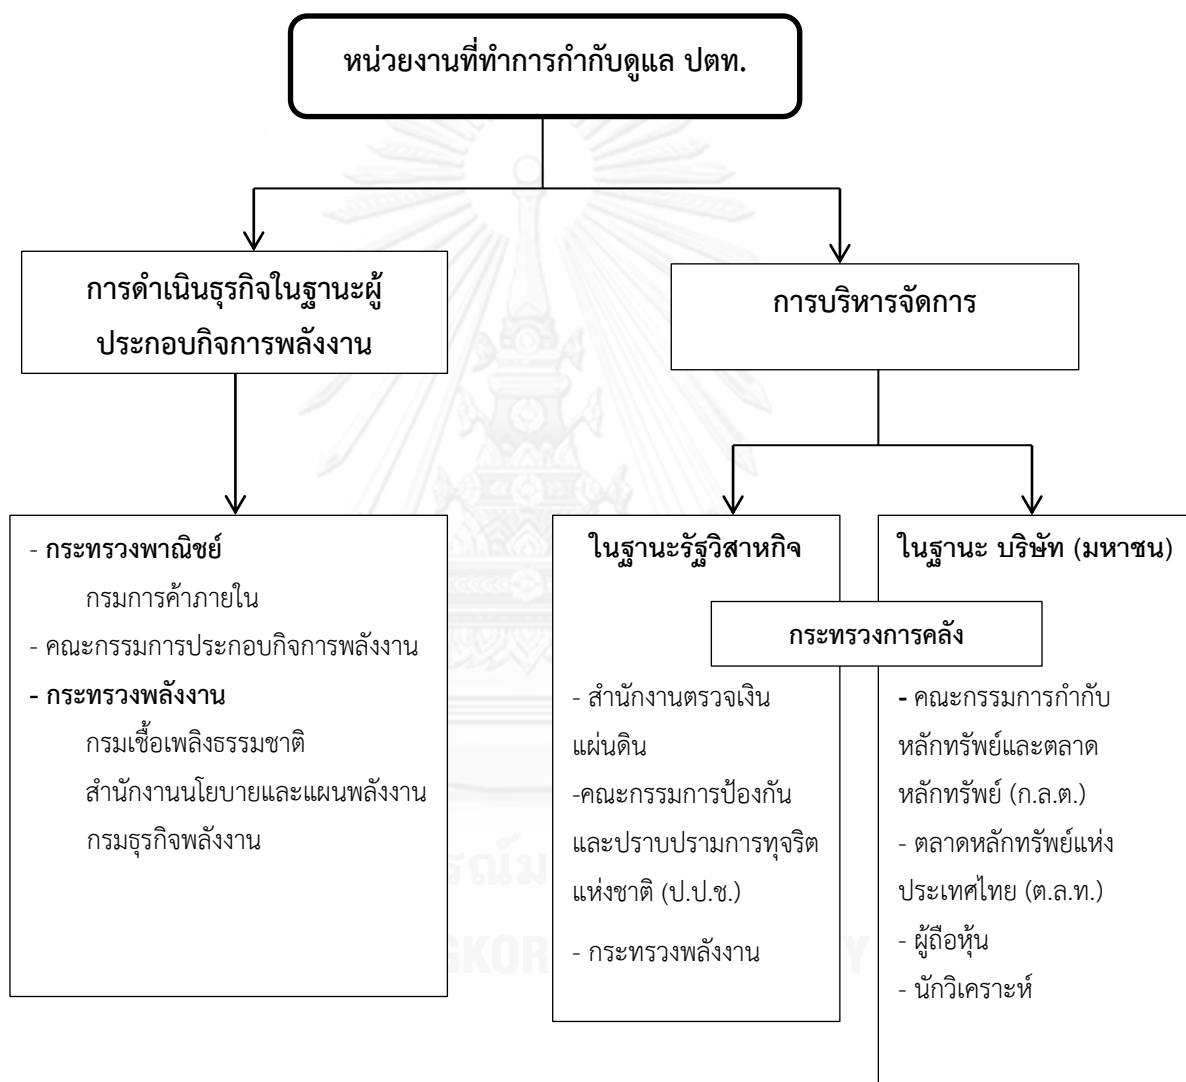 หน่วยงานที่ทำการกำกับดูแล ปตท.
การดำเนินธุรกิจในฐานะผู้
ประกอบกิจการพลังงาน
การบริหารจัดการ
- กระทรวงพาณิชย์
กรมการค้าภายใน
- คณะกรรมการประกอบกิจการพลังงาน
- กระทรวงพลังงาน
กรมเชื้อเพลิงธรรมชาติ
สำนักงานนโยบายและแผนพลังงาน
กรมธุรกิจพลังงาน
ในฐานะรัฐวิสาหกิจ
ในฐานะ บริษัท (มหาชน)
กระทรวงการคลัง
- สำนักงานตรวจเงิน
แผ่นดิน
-คณะกรรมการป้องกัน
และปราบปรามการทุจริต
แห่งชาติ (ป.ป.ช.)
- กระทรวงพลังงาน
- คณะกรรมการกำกับ
หลักทรัพย์และตลาด
หลักทรัพย์ (ก.ล.ต.)
- ตลาดหลักทรัพย์แห่ง
ประเทศไทย (ต.ล.ท.)
- ผู้ถือหุ้น
- นักวิเคราะห์